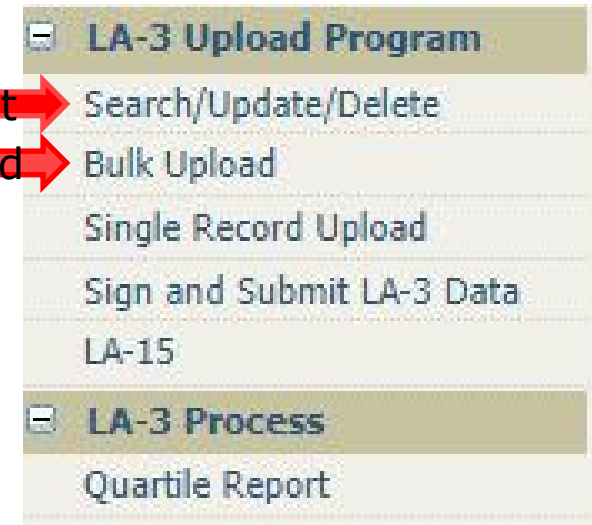 LA-3 Upload Program
t Search/Update/Delete
d Bulk Upload
Single Record Upload
Sign and Submit LA-3 Data
LA-15
LA-3 Process
Quartile Report